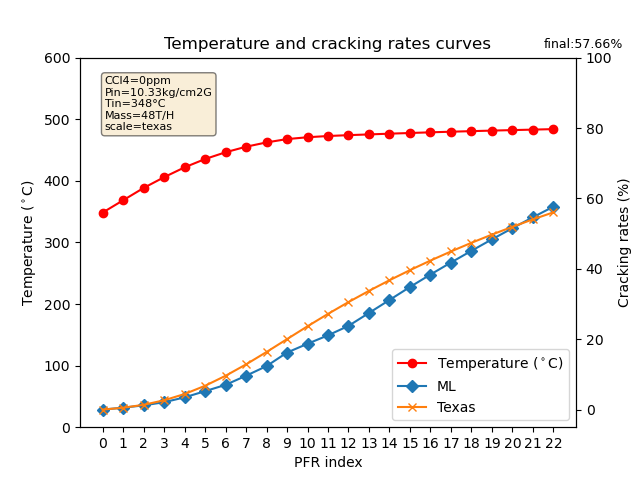 Temperature and cracking rates curves
final:57.66%
CCl4=0ppm
Pin=10.33kg/cm2G
Tin=348°C
Mass=48T/H
scale=texas
600
500
400
300
200
100
0
Temperature (˚C)
100
80
60
40
20
0
Cracking rates (%)
Temperature (˚C)
ML
Texas
0 1 2 3 4 5 6 7 8 9 10 11 12 13 14 15 16 17 18 19 20 21 22
PFR index